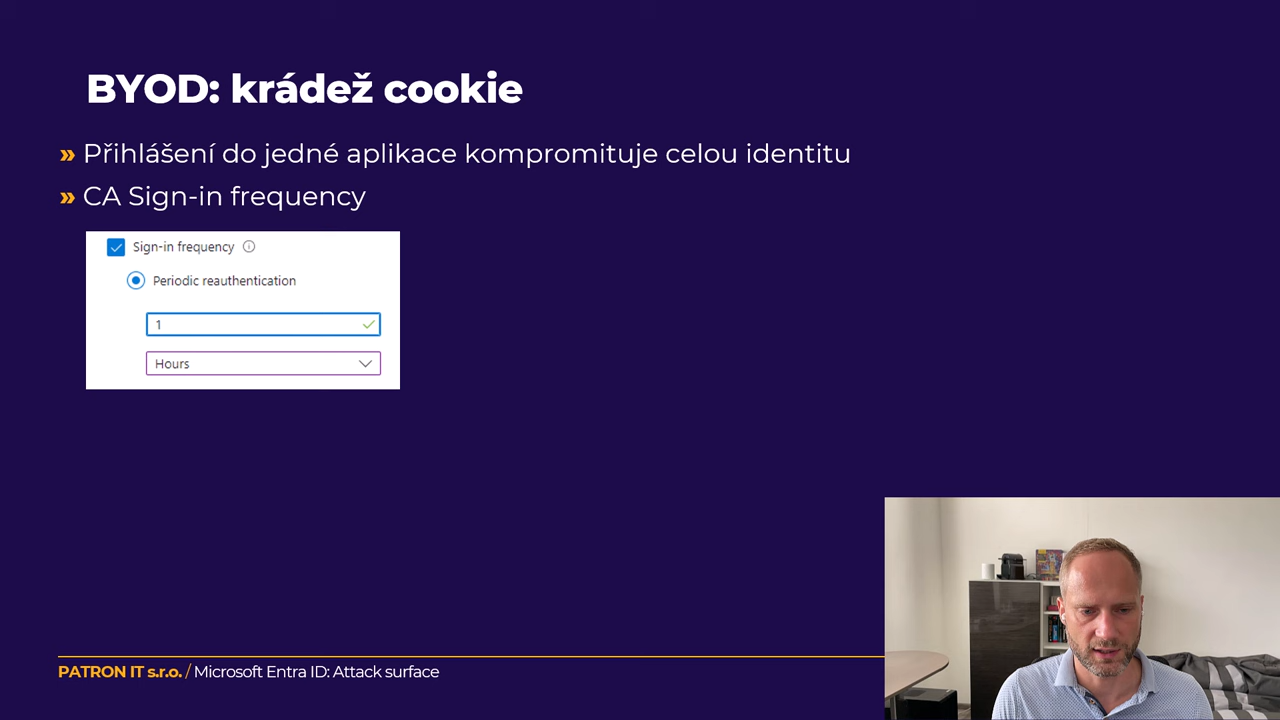 BYOD: krádež cookie
» Přihlášení do jedné aplikace kompromituje celou identitu
» CA Sign-in frequency
Sign-in frequency
Periodic reauthentication
1
Hours
PATRON IT s.r.o. / Microsoft Entra ID: Attack surface